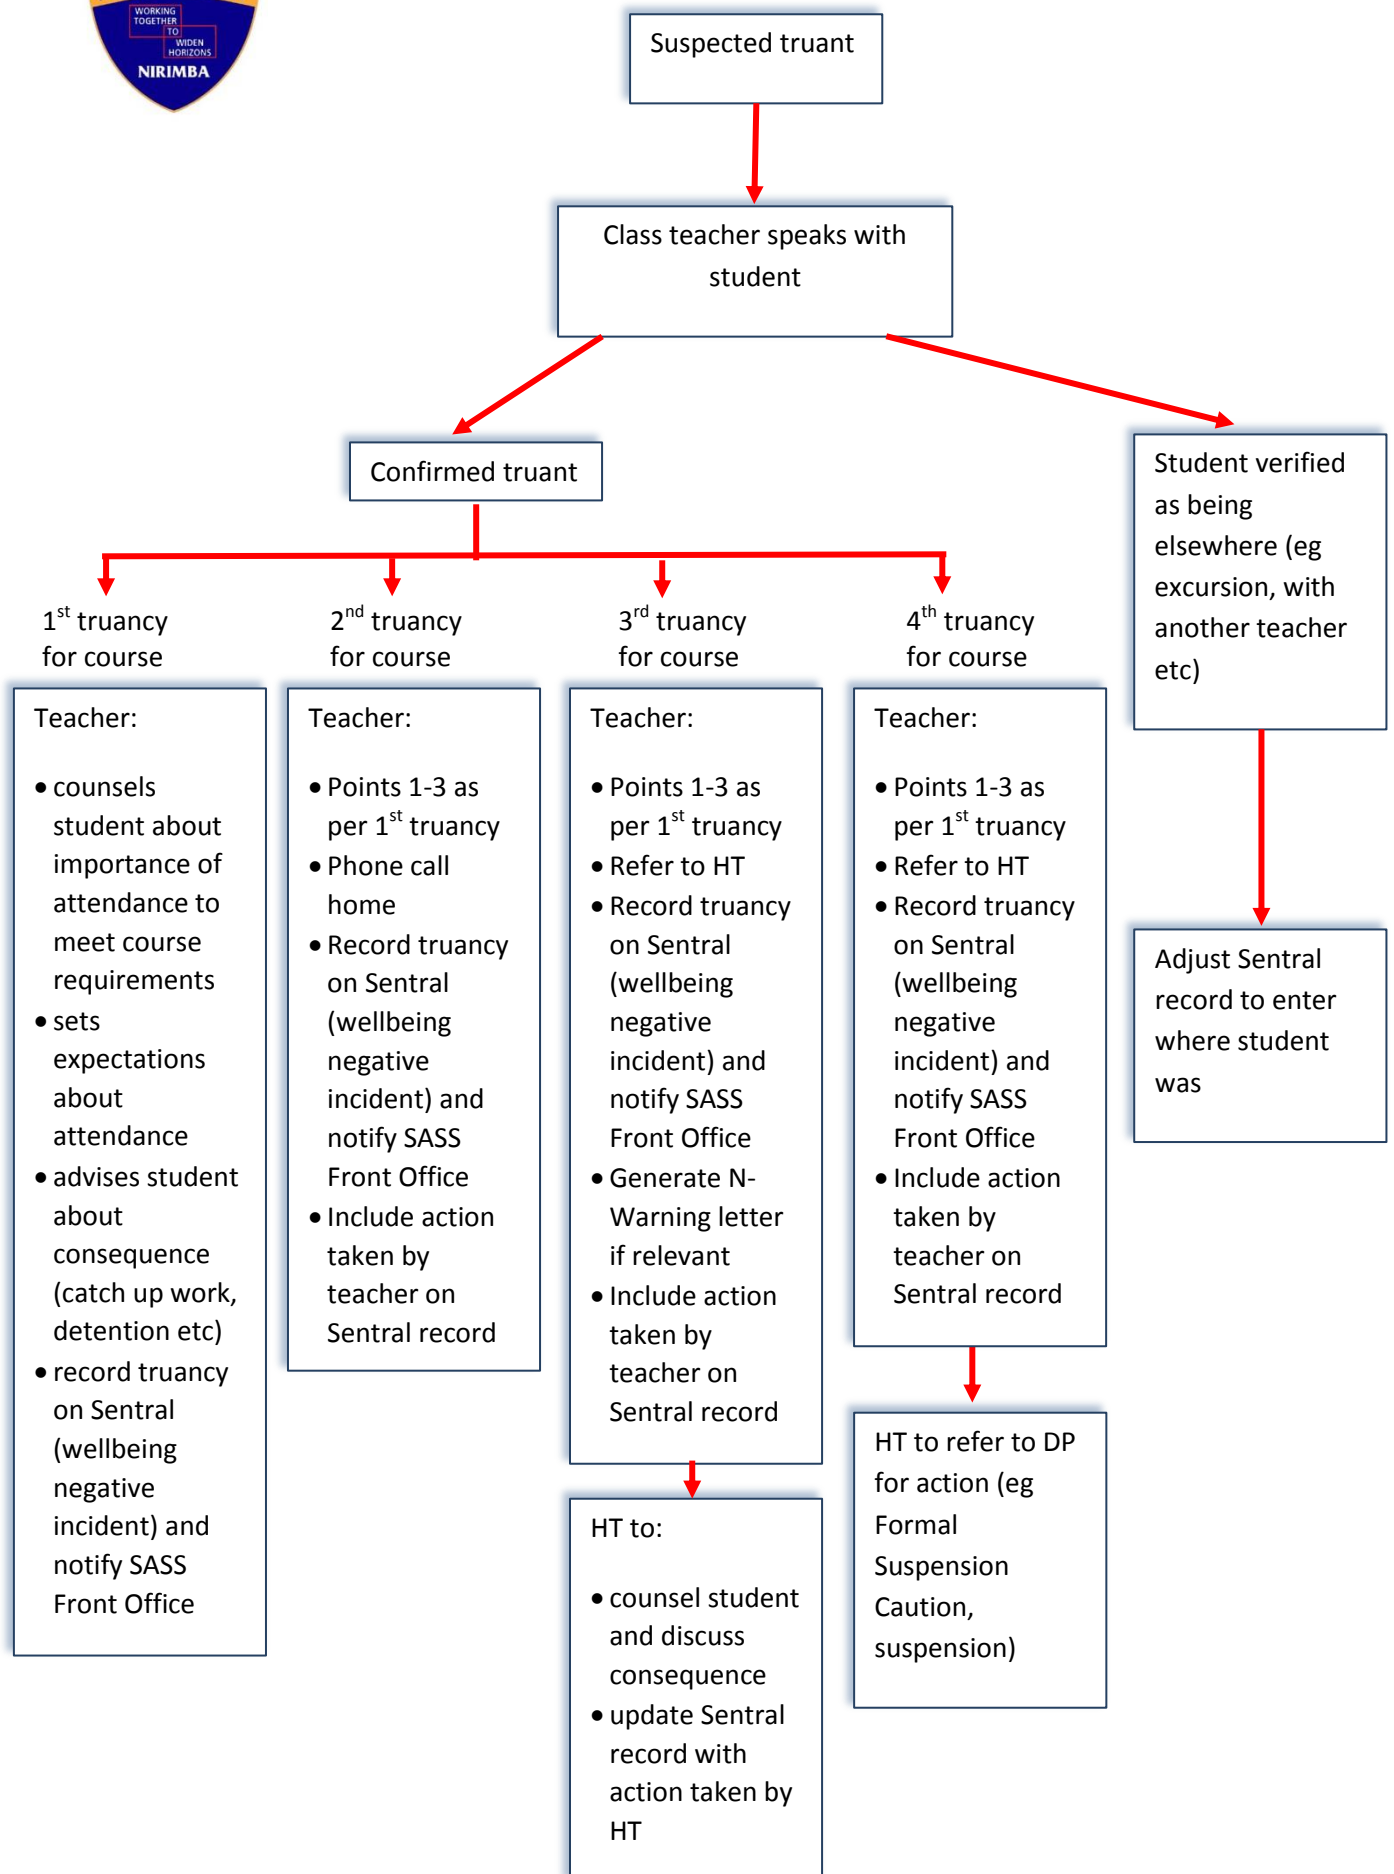 WORKING
TOGETHER
TO
WIDEN
HORIZONS
NIRIMBA
Suspected truant
Class teacher speaks with
student
Confirmed truant
Student verified
as being
elsewhere (eg
excursion, with
another teacher
etc)
Adjust Sentral
record to enter
where student
was
1st truancy
for course
Teacher:
• counsels
student about
importance of
attendance to
meet course
requirements
• sets
expectations
about
attendance
• advises student
about
consequence
(catch up work,
detention etc)
• record truancy
on Sentral
(wellbeing
negative
incident) and
notify SASS
Front Office
2nd truancy
for course
Teacher:
• Points 1-3 as
per 1st truancy
• Phone call
home
• Record truancy
on Sentral
(wellbeing
negative
incident) and
notify SASS
Front Office
• Include action
taken by
teacher on
Sentral record
3rd truancy
for course
Teacher:
• Points 1-3 as
per 1st truancy
• Refer to HT
• Record truancy
on Sentral
(wellbeing
negative
incident) and
notify SASS
Front Office
• Generate N-
Warning letter
if relevant
• Include action
taken by
teacher on
Sentral record
HT to:
• counsel student
and discuss
consequence
• update Sentral
record with
action taken by
HT
4th truancy
for course
Teacher:
• Points 1-3 as
per 1st truancy
• Refer to HT
• Record truancy
on Sentral
(wellbeing
negative
incident) and
notify SASS
Front Office
• Include action
taken by
teacher on
Sentral record
HT to refer to DP
for action (eg
Formal
Suspension
Caution,
suspension)